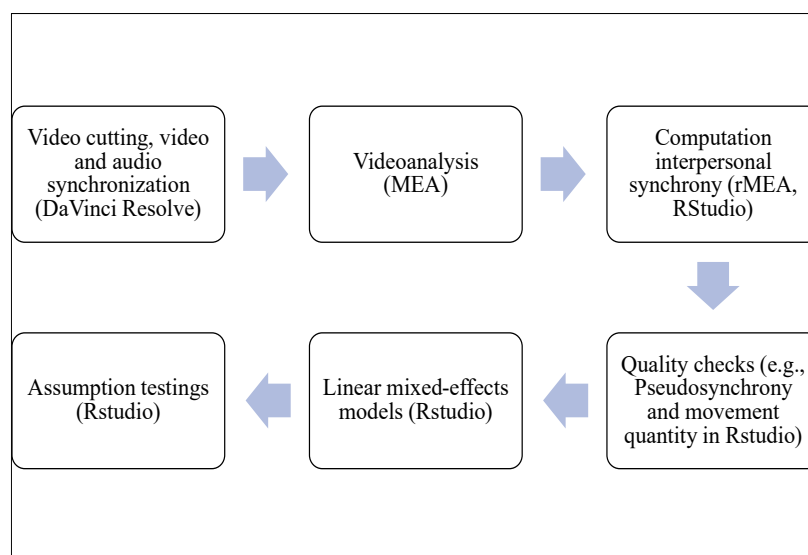 Video cutting, video
and audio
synchronization
(DaVinci Resolve)
Videoanalysis
(MEA)
Computation
interpersonal
synchrony (rMEA,
RStudio)
Quality checks (e.g.,
Pseudosynchrony
and movement
quantity in Rstudio)
Linear mixed-effects
models (Rstudio)
Assumption testings
(Rstudio)